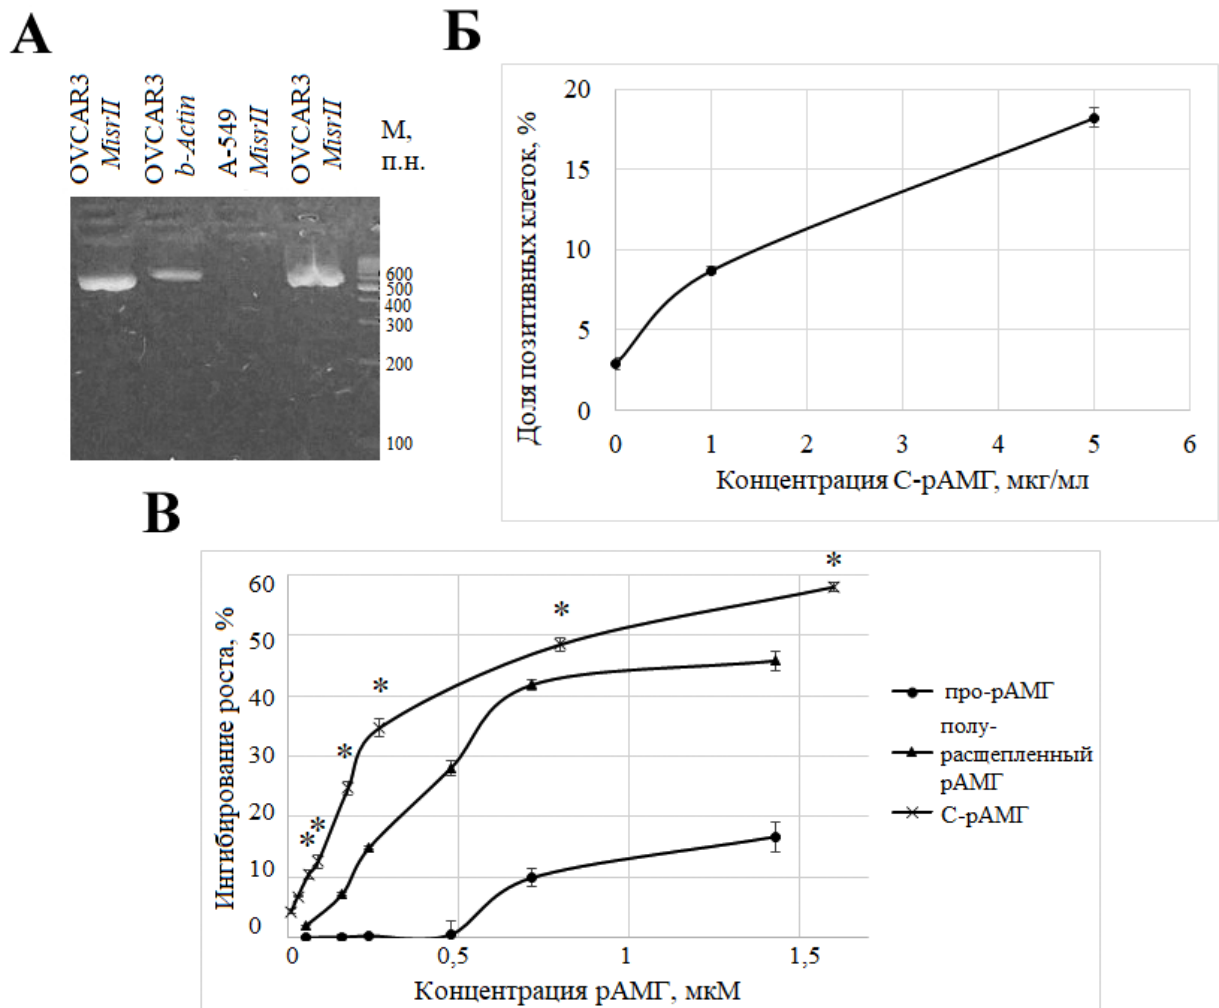 А
OVCAR3
MisrII
OVCAR3
b-Actin
A-549
MisrII
OVCAR3
MisrII
М,
п.н.
600
500
400
300
200
100
Б
20
15
10
5
0
0 1 2 3 4 5 6
Доля позитивных клеток, %
Концентрация С-рАМГ, мкг/мл
В
60
50
40
30
20
10
0
0 0,5 1 1,5
Ингибирование роста, %
Концентрация рАМГ, мкМ
* * * * * *
про-рАМГ
полу-
расщепленный
рАМГ
С-рАМГ